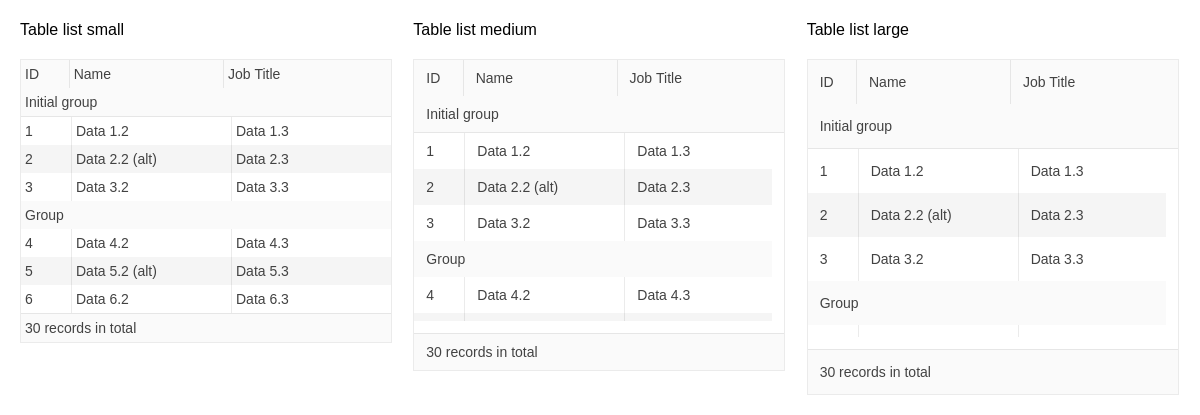 Table list small
ID Name Job Title
Initial group
1 Data 1.2 Data 1.3
2 Data 2.2 (alt) Data 2.3
3 Data 3.2 Data 3.3
Group
4 Data 4.2 Data 4.3
5 Data 5.2 (alt) Data 5.3
6 Data 6.2 Data 6.3
30 records in total
Table list medium
ID Name Job Title
Initial group
1 Data 1.2 Data 1.3
2 Data 2.2 (alt) Data 2.3
3 Data 3.2 Data 3.3
Group
4 Data 4.2 Data 4.3
30 records in total
Table list large
ID Name Job Title
Initial group
1 Data 1.2 Data 1.3
2 Data 2.2 (alt) Data 2.3
3 Data 3.2 Data 3.3
Group
30 records in total